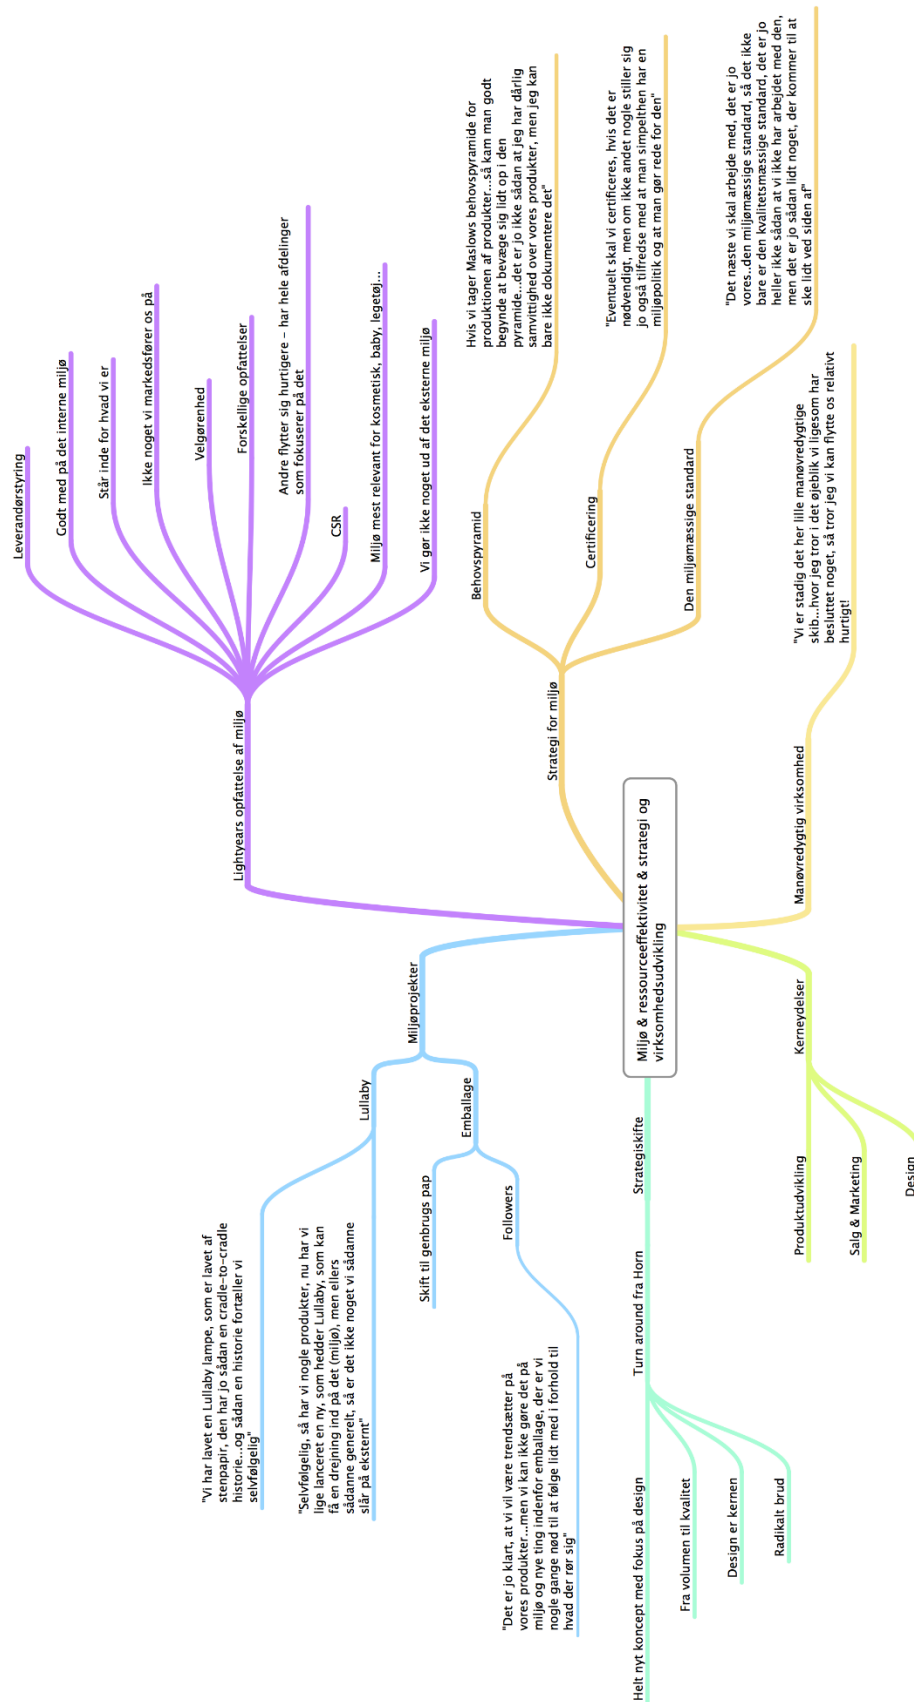 Miljø & ressourceeffektivitet & strategi og
virksomhedsudvikling
Lightyears opfattelse af miljø
Leverandørstyring
Godt med på det interne miljø
Står inde for hvad vi er
Ikke noget vi markedsfører os på
Velgørenhed
Forskellige opfattelser
Andre flytter sig hurtigere – har hele afdelinger
som fokuserer på det
CSR
Miljø mest relevant for kosmetisk, baby, legetøj...
Vi gør ikke noget ud af det eksterne miljø
Strategi for miljø
Behovspyramid
Hvis vi tager Maslows behovspyramide for
produktionen af produkter...så kam man godt
begynde at bevæge sig lidt op i den
pyramide...det er jo ikke sådan at jeg har dårlig
samvittighed over vores produkter, men jeg kan
bare ikke dokumentere det"
Certificering
"Eventuelt skal vi certificeres, hvis det er
nødvendigt, men om ikke andet nogle stiller sig
jo også tilfredse med at man simpelthen har en
miljøpolitik og at man gør rede for den"
Den miljømæssige standard
"Det næste vi skal arbejde med, det er jo
vores..den miljømæssige standard, så det ikke
bare er den kvalitetsmæssige standard, det er jo
heller ikke sådan at vi ikke har arbejdet med den,
men det er jo sådan lidt noget, der kommer til at
ske lidt ved siden af"
Manøvredygtig virksomhed
"Vi er stadig det her lille manøvredygtige
skib...hvor jeg tror i det øjeblik vi ligesom har
besluttet noget, så tror jeg vi kan flytte os relativt
hurtigt!
Miljøprojekter
Lullaby
"Vi har lavet en Lullaby lampe, som er lavet af
stenpapir, den har jo sådan en cradle-to-cradle
historie...og sådan en historie fortæller vi
selvfølgelig"
"Selvfølgelig, så har vi nogle produkter, nu har vi
lige lanceret en ny, som hedder Lullaby, som kan
få en drejning ind på det (miljø), men ellers
sådanne generelt, så er det ikke noget vi sådanne
slår på eksternt"
Emballage
Skift til genbrugs pap
Followers
"Det er jo klart, at vi vil være trendsætter på
vores produkter...men vi kan ikke gøre det på
miljø og nye ting indenfor emballage, der er vi
nogle gange nød til at følge lidt med i forhold til
hvad der rør sig"
Strategiskifte
Turn around fra Horn
Helt nyt koncept med fokus på design
Fra volumen til kvalitet
Design er kernen
Radikalt brud
Kerneydelser
Produktudvikling
Salg & Marketing
Design